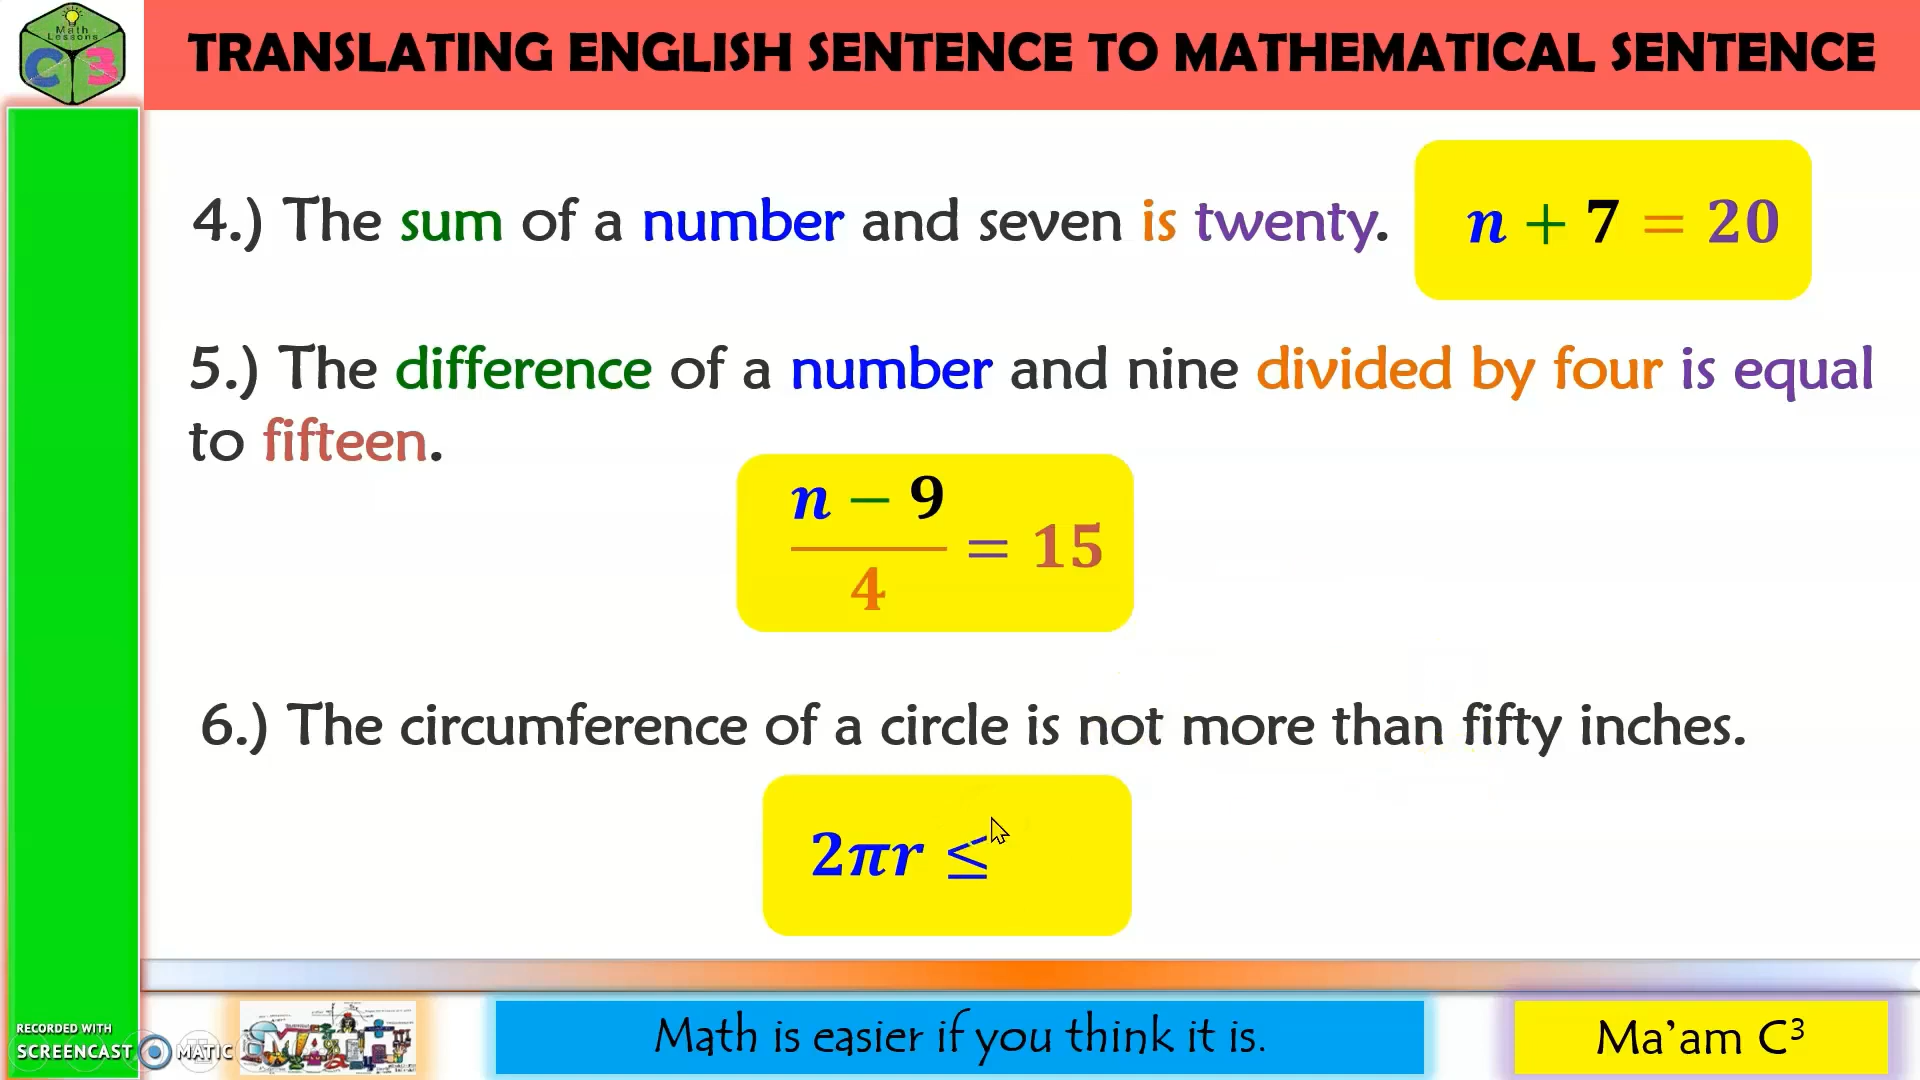 Math
Lessons
C3
TRANSLATING ENGLISH SENTENCE TO MATHEMATICAL SENTENCE
4.) The sum of a number and seven is twenty.
n + 7 = 20
5.) The difference of a number and nine divided by four is equal
to fifteen.
n − 9
= 15
4
6.) The circumference of a circle is not more than fifty inches.
2πr ≤
RECORDED WITH
SCREENCAST MATIC
MATH
Math is easier if you think it is.
Ma'am C³